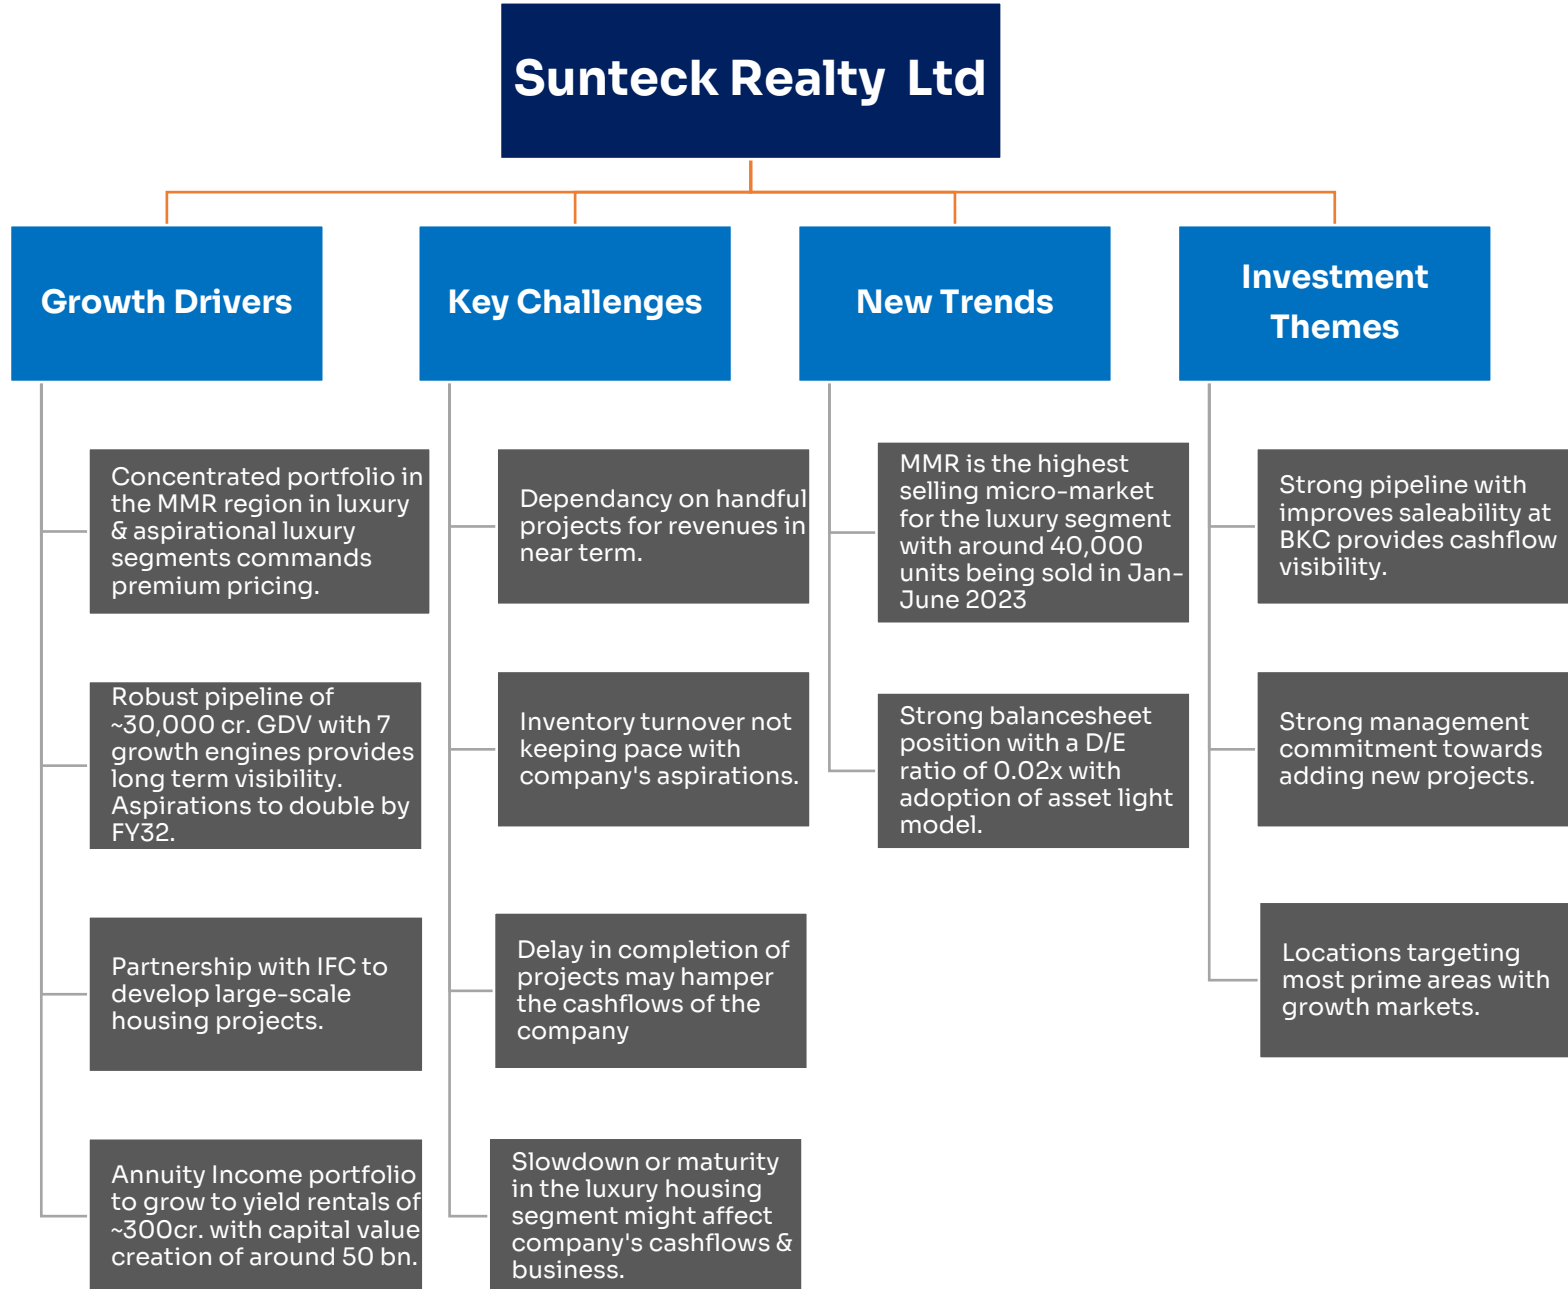 Sunteck Realty Ltd
Growth Drivers
Concentrated portfolio in
the MMR region in luxury
& aspirational luxury
segments commands
premium pricing.
Robust pipeline of
~30,000 cr. GDV with 7
growth engines provides
long term visibility.
Aspirations to double by
FY32.
Partnership with IFC to
develop large-scale
housing projects.
Annuity Income portfolio
to grow to yield rentals of
~300cr. with capital value
creation of around 50 bn.
Key Challenges
Dependancy on handful
projects for revenues in
near term.
Inventory turnover not
keeping pace with
company's aspirations.
Delay in completion of
projects may hamper
the cashflows of the
company
Slowdown or maturity
in the luxury housing
segment might affect
company's cashflows &
business.
New Trends
MMR is the highest
selling micro-market
for the luxury segment
with around 40,000
units being sold in Jan-
June 2023
Strong balancesheet
position with a D/E
ratio of 0.02x with
adoption of asset light
model.
Investment
Themes
Strong pipeline with
improves saleability at
BKC provides cashflow
visibility.
Strong management
commitment towards
adding new projects.
Locations targeting
most prime areas with
growth markets.